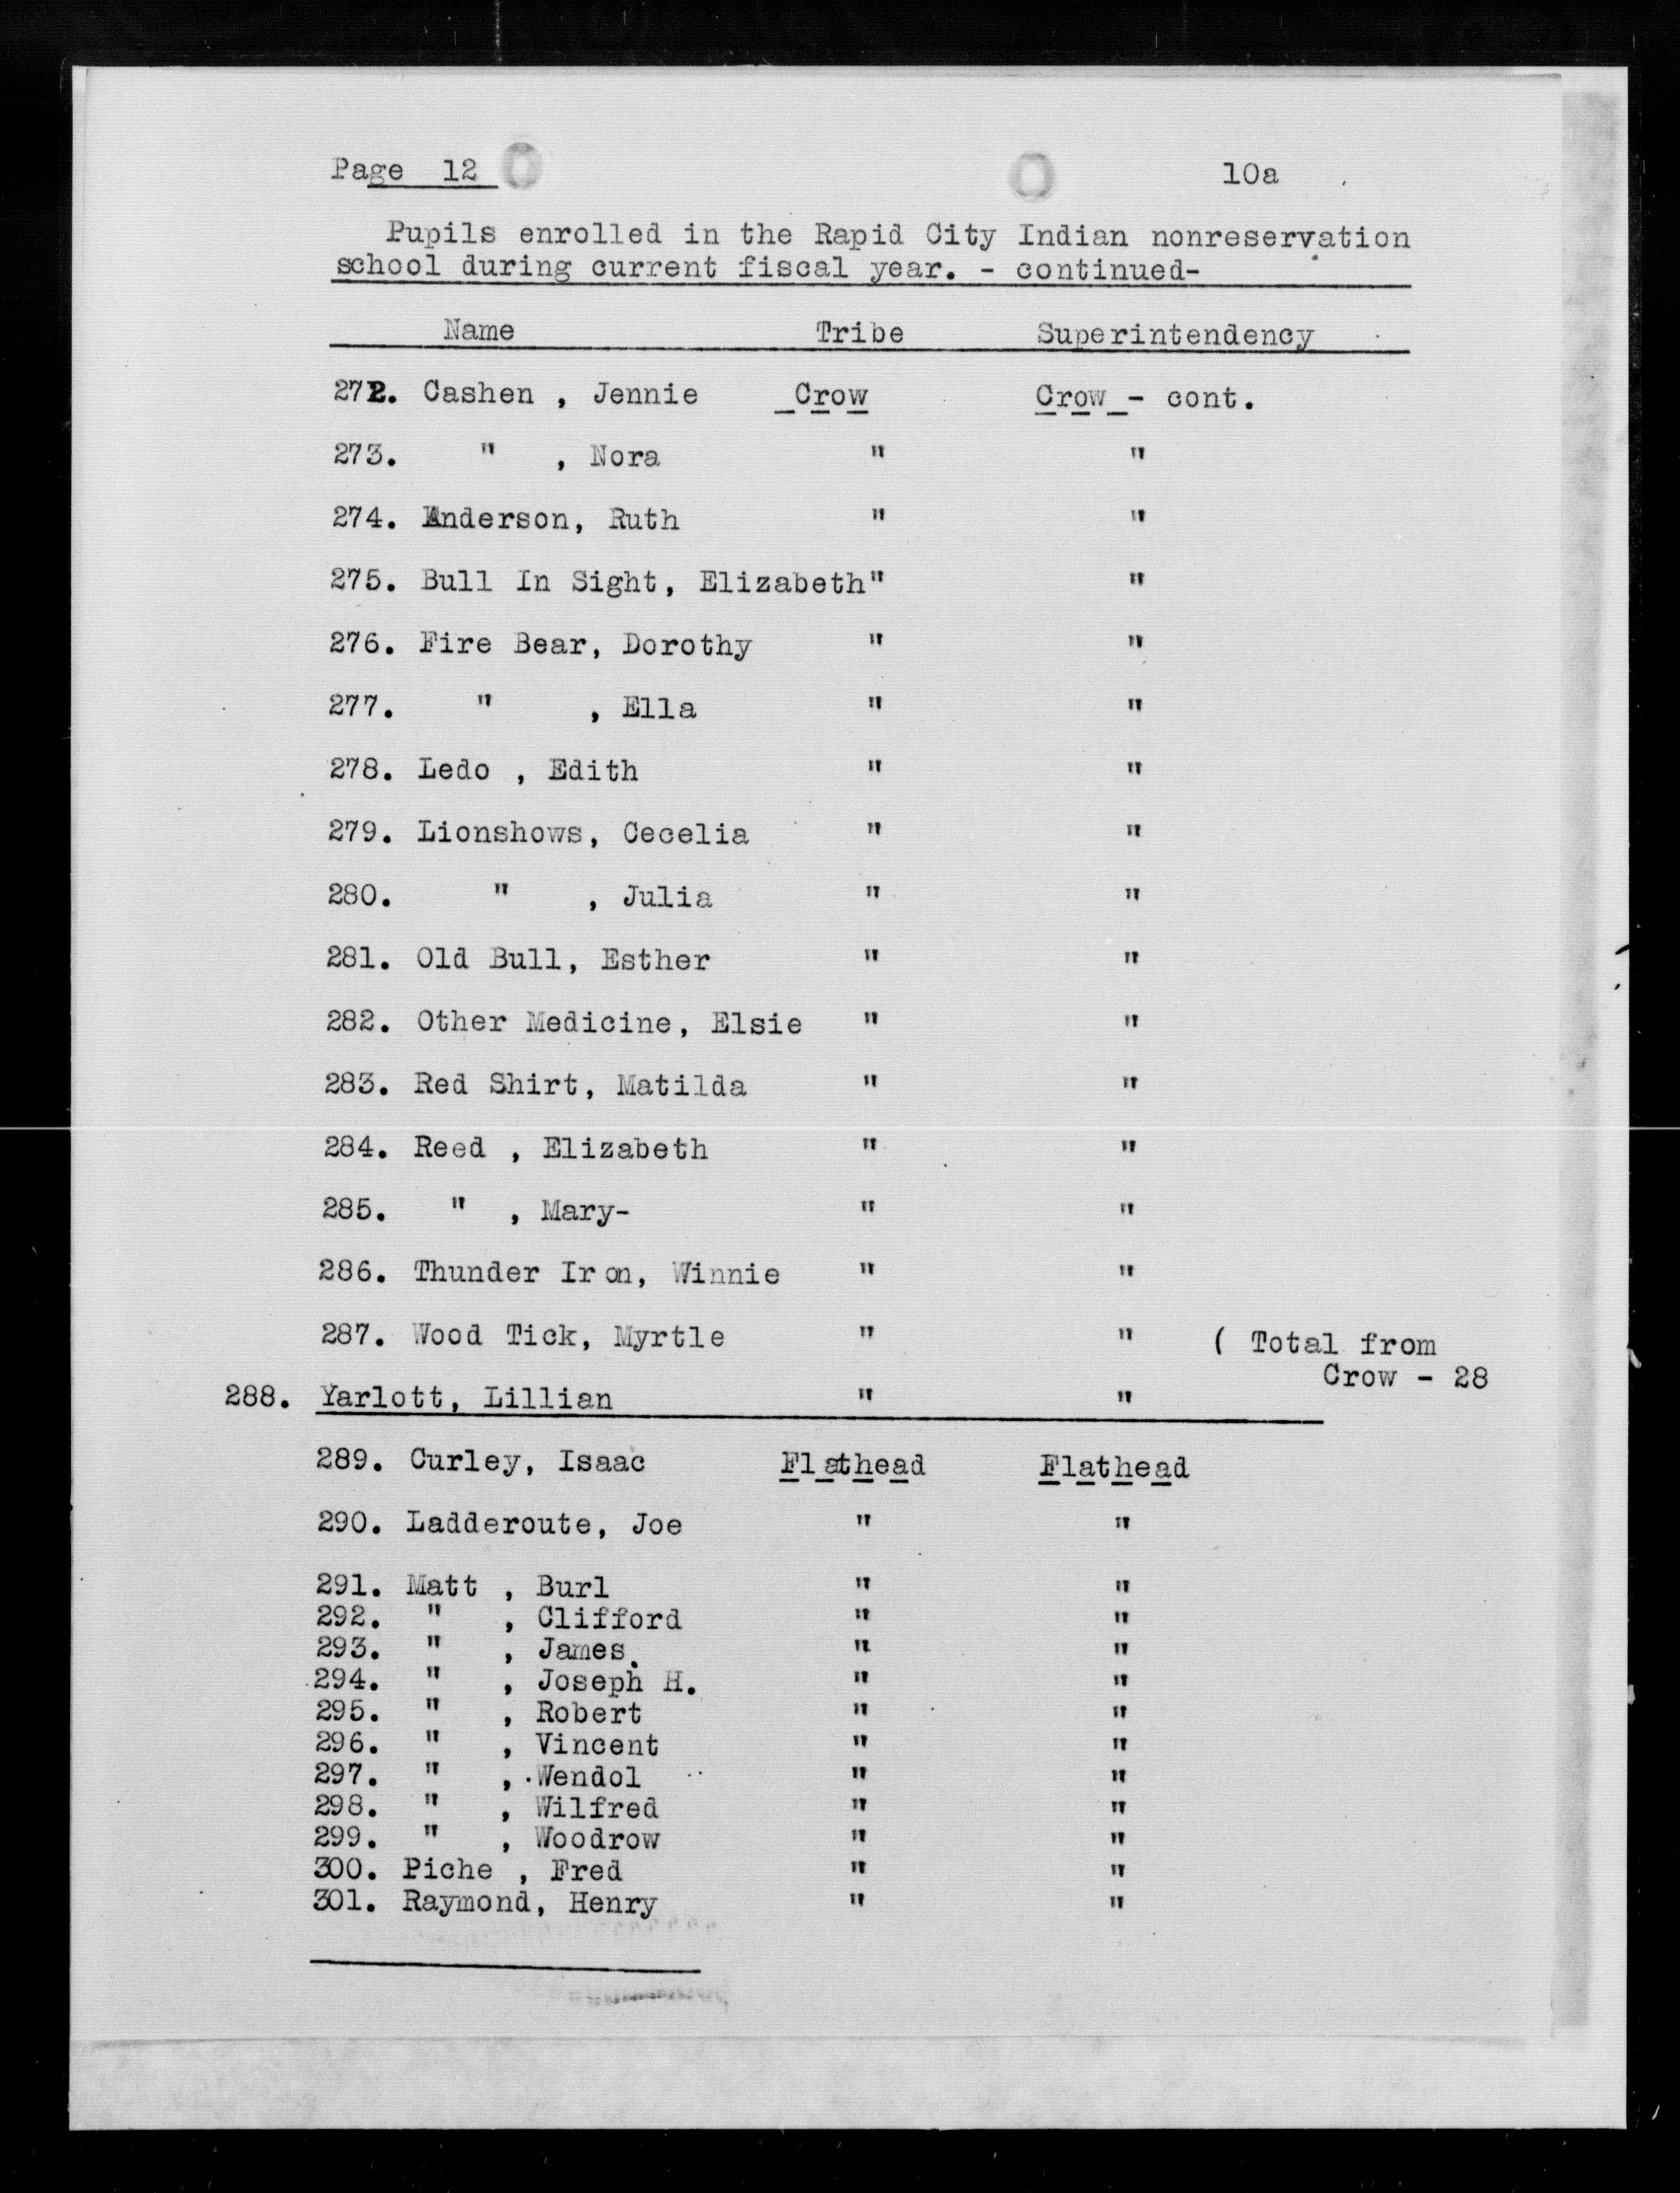 Page 12 10a
Pupils enrolled in the Rapid City Indian nonreservation
school during current fiscal year. - continued-
Name Tribe Superintendency
272. Cashen , Jennie Crow Crow - cont.
273. " , Nora " "
274. Anderson, Ruth " "
275. Bull In Sight, Elizabeth" "
276. Fire Bear, Dorothy " "
277. " , Ella " "
278. Ledo , Edith " "
279. Lionshows, Cecelia " "
280. " , Julia " "
281. Old Bull, Esther " "
282. Other Medicine, Elsie " "
283. Red Shirt, Matilda " "
284. Reed , Elizabeth " "
285. " , Mary- " "
286. Thunder Iron, Winnie " "
287. Wood Tick, Myrtle " " ( Total from
Crow - 28
288. Yarlott, Lillian " "
289. Curley, Isaac Flathead Flathead
290. Ladderoute, Joe " "
291. Matt , Burl " "
292. " , Clifford " "
293. " , James. " "
294. " , Joseph H. " "
295. " , Robert " "
296. " , Vincent " "
297. " , Wendol " "
298. " , Wilfred " "
299. " , Woodrow " "
300. Piche , Fred " "
301. Raymond, Henry " "